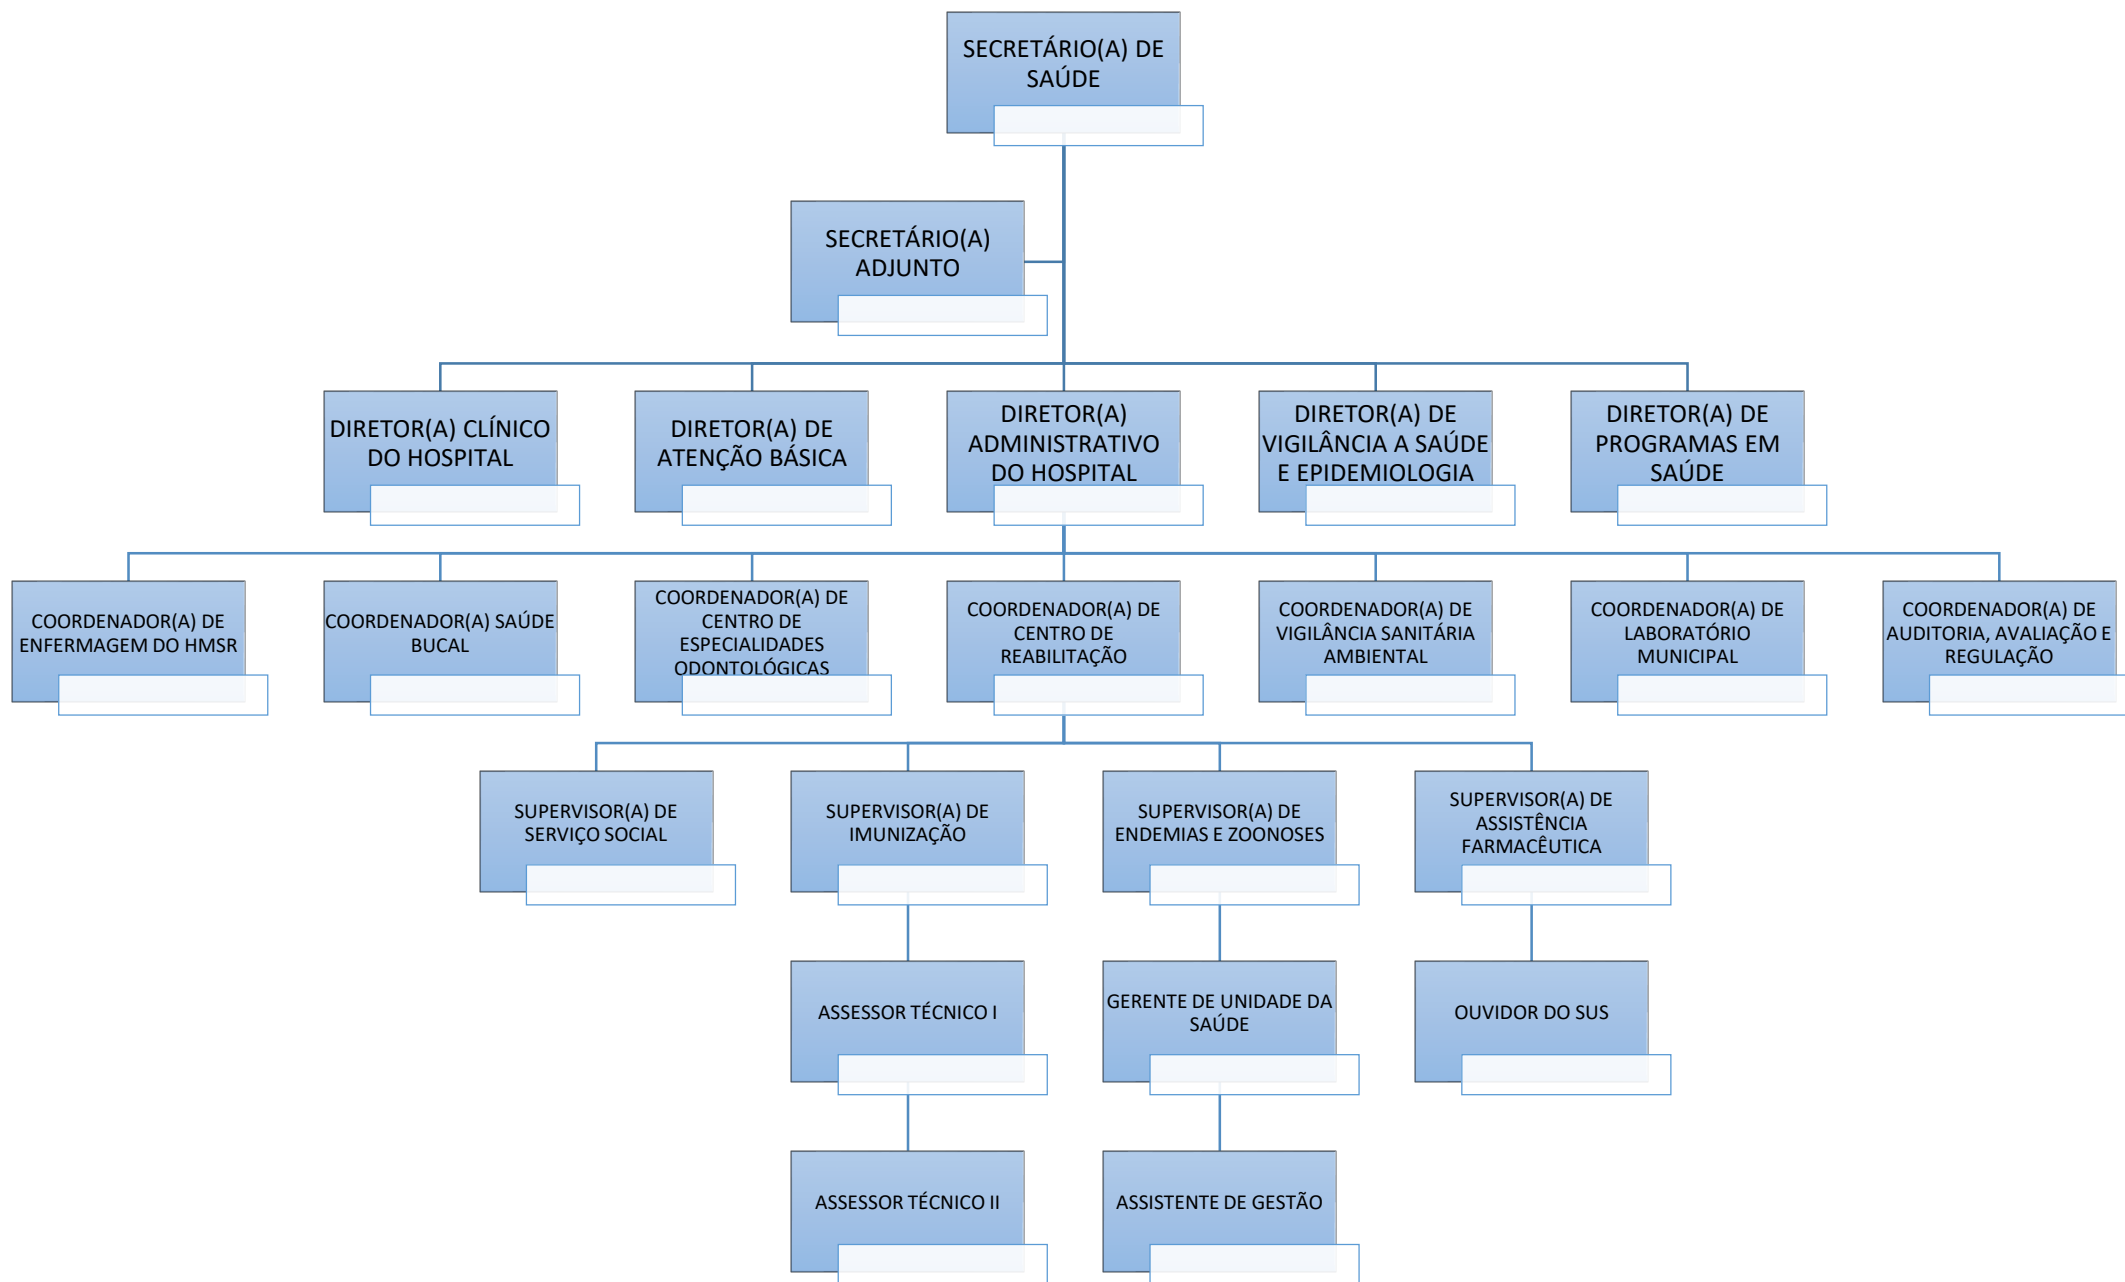 SECRETÁRIO(A) DE
SAÚDE
SECRETÁRIO(A)
ADJUNTO
DIRETOR(A) CLÍNICO
DO HOSPITAL
DIRETOR(A) DE
ATENÇÃO BÁSICA
DIRETOR(A)
ADMINISTRATIVO
DO HOSPITAL
DIRETOR(A) DE
VIGILÂNCIA A SAÚDE
E EPIDEMIOLOGIA
DIRETOR(A) DE
PROGRAMAS EM
SAÚDE
COORDENADOR(A) DE
ENFERMAGEM DO HMSR
COORDENADOR(A) SAÚDE
BUCAL
COORDENADOR(A) DE
CENTRO DE
ESPECIALIDADES
ODONTOLÓGICAS
COORDENADOR(A) DE
CENTRO DE
REABILITAÇÃO
COORDENADOR(A) DE
VIGILÂNCIA SANITÁRIA
AMBIENTAL
COORDENADOR(A) DE
LABORATÓRIO
MUNICIPAL
COORDENADOR(A) DE
AUDITORIA, AVALIAÇÃO E
REGULAÇÃO
SUPERVISOR(A) DE
SERVIÇO SOCIAL
SUPERVISOR(A) DE
IMUNIZAÇÃO
SUPERVISOR(A) DE
ENDEMIAS E ZOONOSES
SUPERVISOR(A) DE
ASSISTÊNCIA
FARMACÊUTICA
ASSESSOR TÉCNICO I
GERENTE DE UNIDADE DA
SAÚDE
OUVIDOR DO SUS
ASSESSOR TÉCNICO II
ASSISTENTE DE GESTÃO